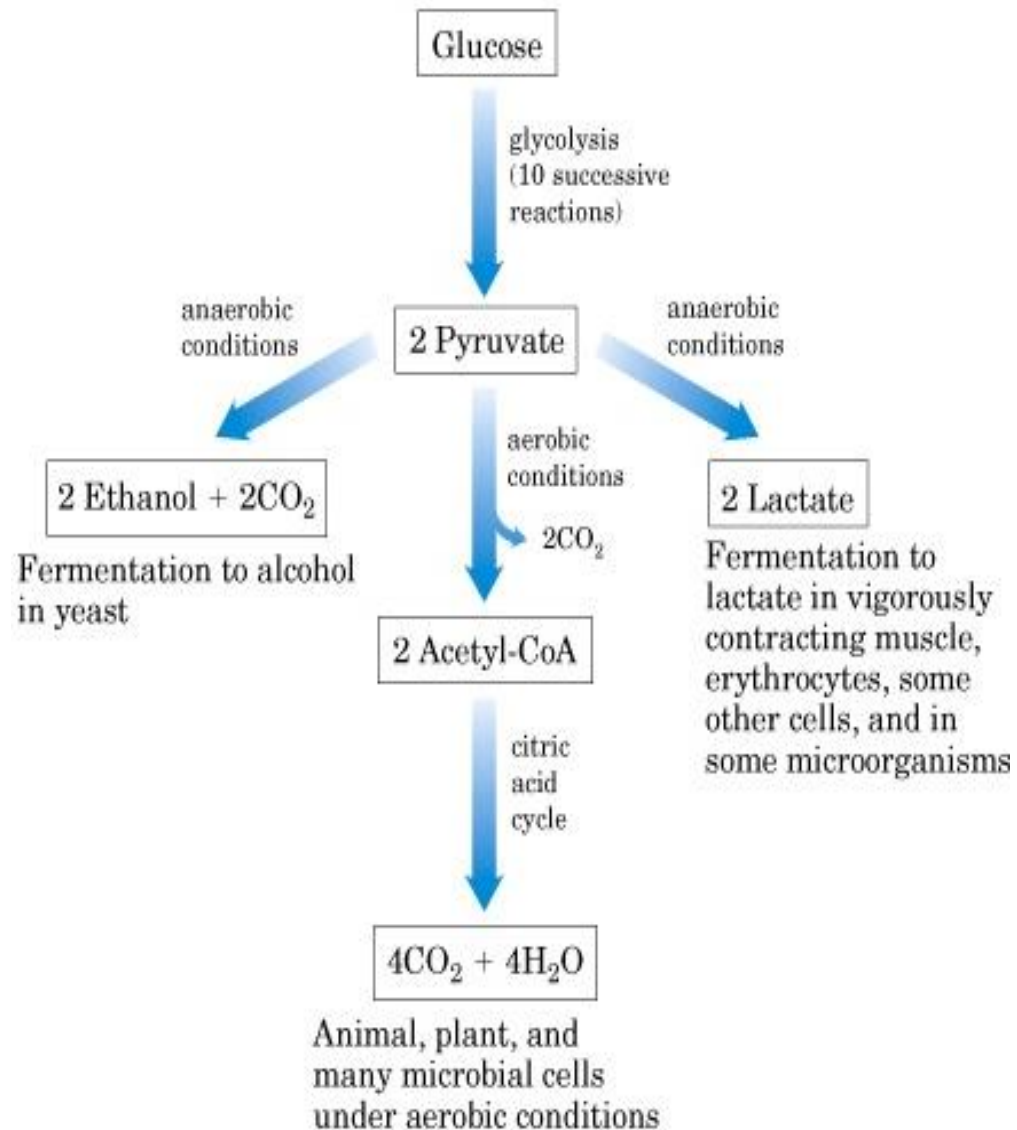 Glucose
glycolysis
(10 successive
reactions)
anaerobic
conditions
2 Pyruvate
anaerobic
conditions
2 Ethanol + 2CO₂
Fermentation to alcohol
in yeast
aerobic
conditions
2CO₂
2 Lactate
Fermentation to
lactate in vigorously
contracting muscle,
erythrocytes, some
other cells, and in
some microorganisms
2 Acetyl-CoA
citric
acid
cycle
4CO₂ + 4H₂O
Animal, plant, and
many microbial cells
under aerobic conditions